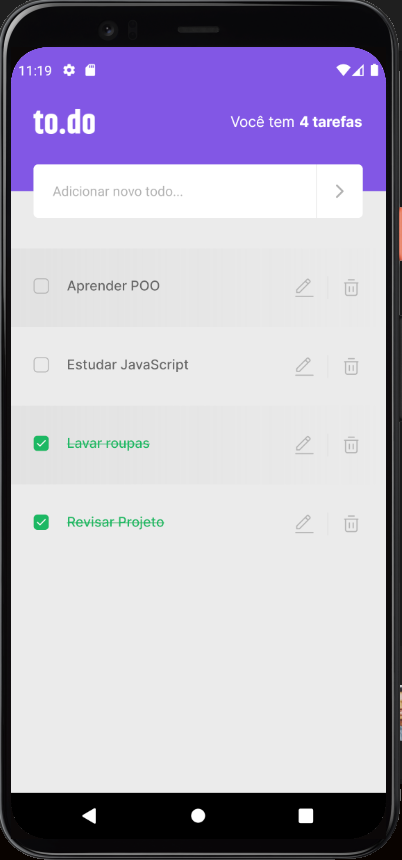 11:19
to.do
Você tem 4 tarefas
Adicionar novo todo...
Aprender POO
Estudar JavaScript
Lavar roupas
Revisar Projeto